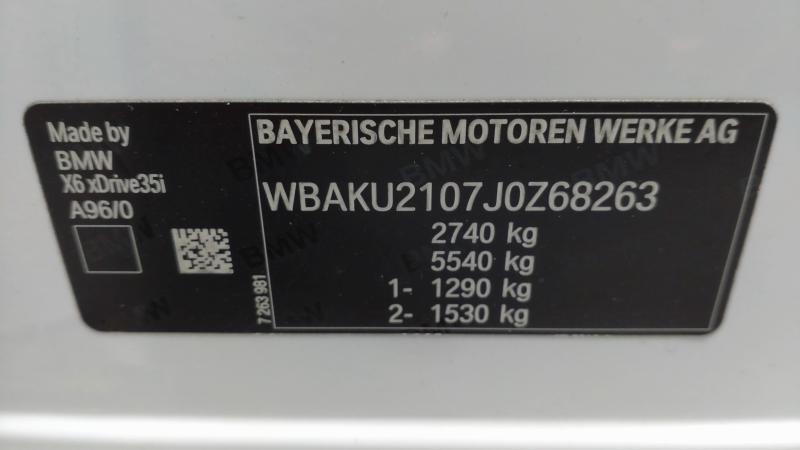 Made by
BMW
X6 xDrive35i
A96/0
7 263 981
BAYERISCHE MOTOREN WERKE AG
WBAKU2107J0Z68263
2740 kg
5540 kg
1- 1290 kg
2- 1530 kg